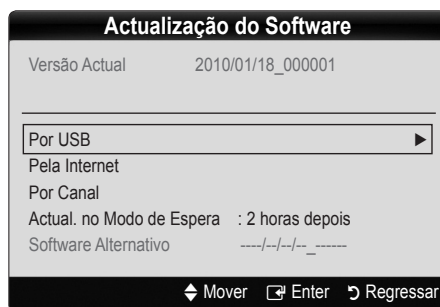 Actualização do Software
Versão Actual 2010/01/18_000001
Por USB ▶
Pela Internet
Por Canal
Actual. no Modo de Espera : 2 horas depois
Software Alternativo ----/--/--/--_------
Mover Enter Regressar